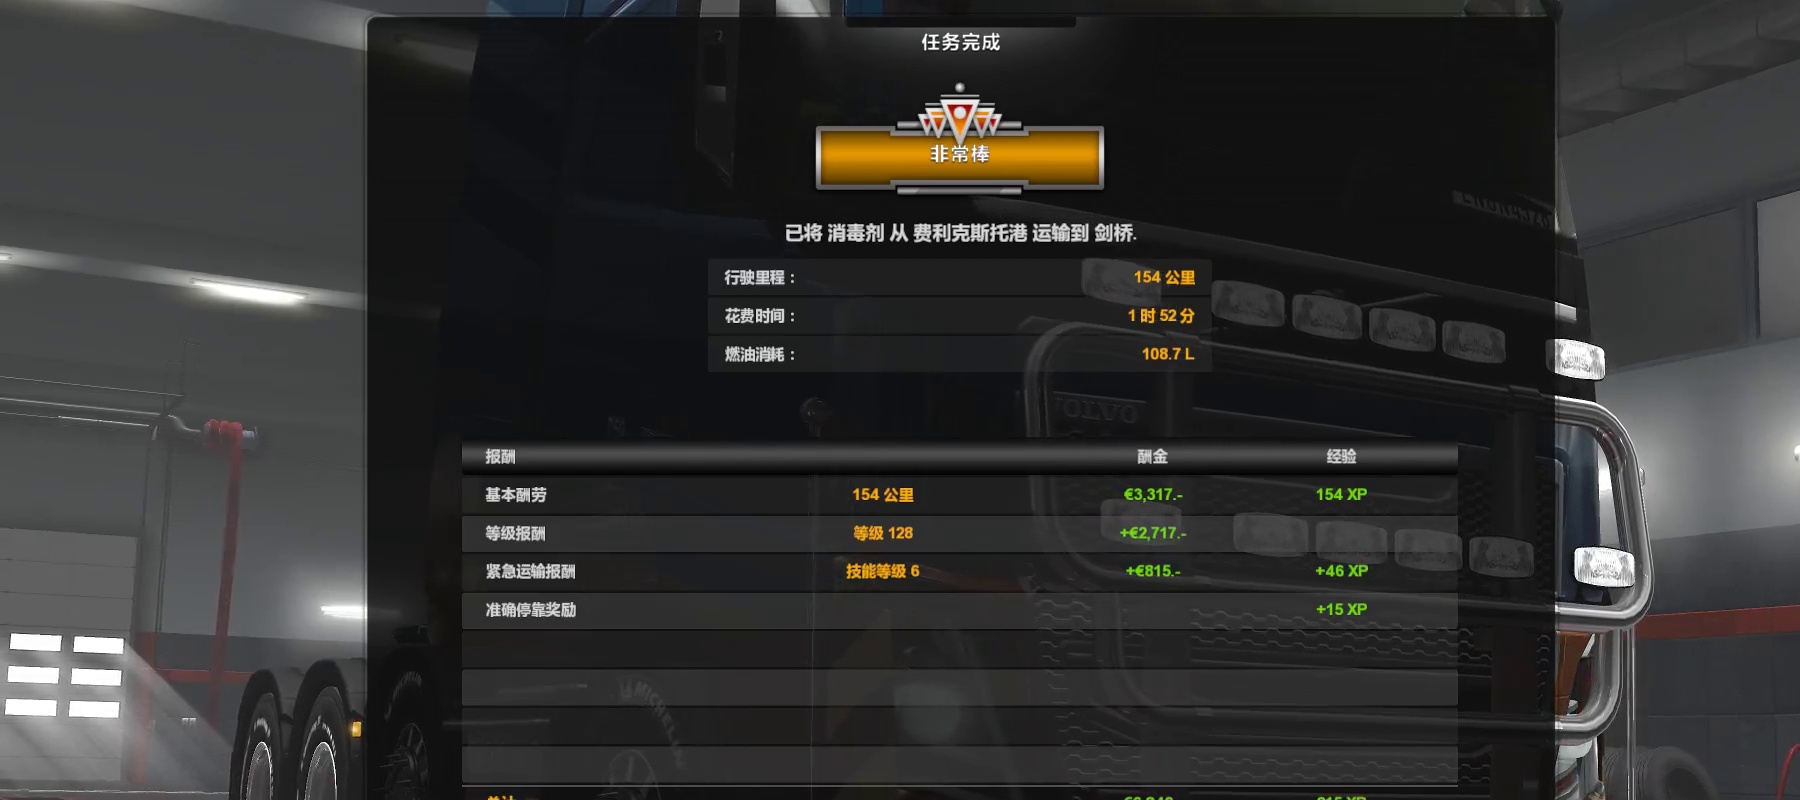 任务完成
非常棒
已将 消毒剂 从 费利克斯托港 运输到 剑桥.
行驶里程： 154 公里
花费时间： 1 时 52 分
燃油消耗： 108.7 L
VOLVO
报酬 酬金 经验
基本酬劳 154 公里 €3,317.- 154 XP
等级报酬 等级 128 +€2,717.-
紧急运输报酬 技能等级 6 +€815.- +46 XP
准确停靠奖励 +15 XP
MICHELIN